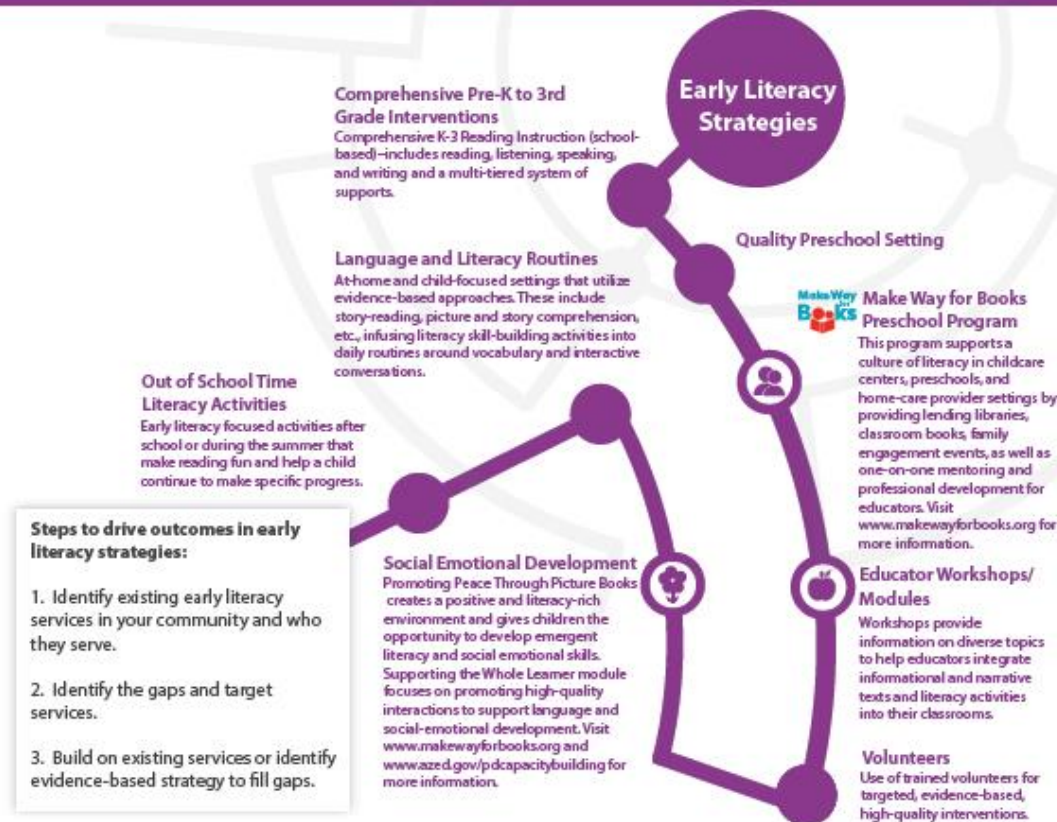 Early Literacy
Strategies
Comprehensive Pre-K to 3rd
Grade Interventions
Comprehensive K-3 Reading Instruction (school-
based)–includes reading, listening, speaking,
and writing and a multi-tiered system of
supports.
Quality Preschool Setting
Language and Literacy Routines
At-home and child-focused settings that utilize
evidence-based approaches. These include
story-reading, picture and story comprehension,
etc., infusing literacy skill-building activities into
daily routines around vocabulary and interactive
conversations.
Make Way
for
Books
Make Way for Books
Preschool Program
This program supports a
culture of literacy in childcare
centers, preschools, and
home-care provider settings by
providing lending libraries,
classroom books, family
engagement events, as well as
one-on-one mentoring and
professional development for
educators. Visit
www.makewayforbooks.org for
more information.
Out of School Time
Literacy Activities
Early literacy focused activities after
school or during the summer that
make reading fun and help a child
continue to make specific progress.
Steps to drive outcomes in early
literacy strategies:
1. Identify existing early literacy
services in your community and who
they serve.
2. Identify the gaps and target
services.
3. Build on existing services or identify
evidence-based strategy to fill gaps.
Social Emotional Development
Promoting Peace Through Picture Books
creates a positive and literacy-rich
environment and gives children the
opportunity to develop emergent
literacy and social emotional skills.
Supporting the Whole Learner module
focuses on promoting high-quality
interactions to support language and
social-emotional development. Visit
www.makewayforbooks.org and
www.azed.gov/pdcapacitybuilding for
more information.
Educator Workshops/
Modules
Workshops provide
information on diverse topics
to help educators integrate
informational and narrative
texts and literacy activities
into their classrooms.
Volunteers
Use of trained volunteers for
targeted, evidence-based,
high-quality interventions.